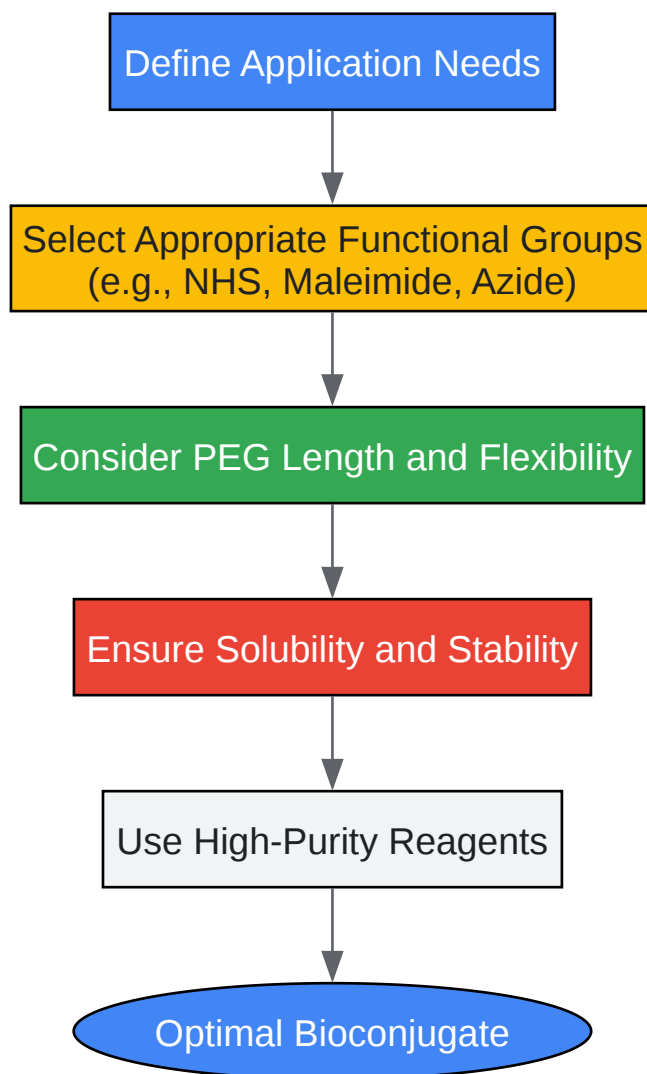 Define Application Needs
Select Appropriate Functional Groups
(e.g., NHS, Maleimide, Azide)
Consider PEG Length and Flexibility
Ensure Solubility and Stability
Use High-Purity Reagents
Optimal Bioconjugate